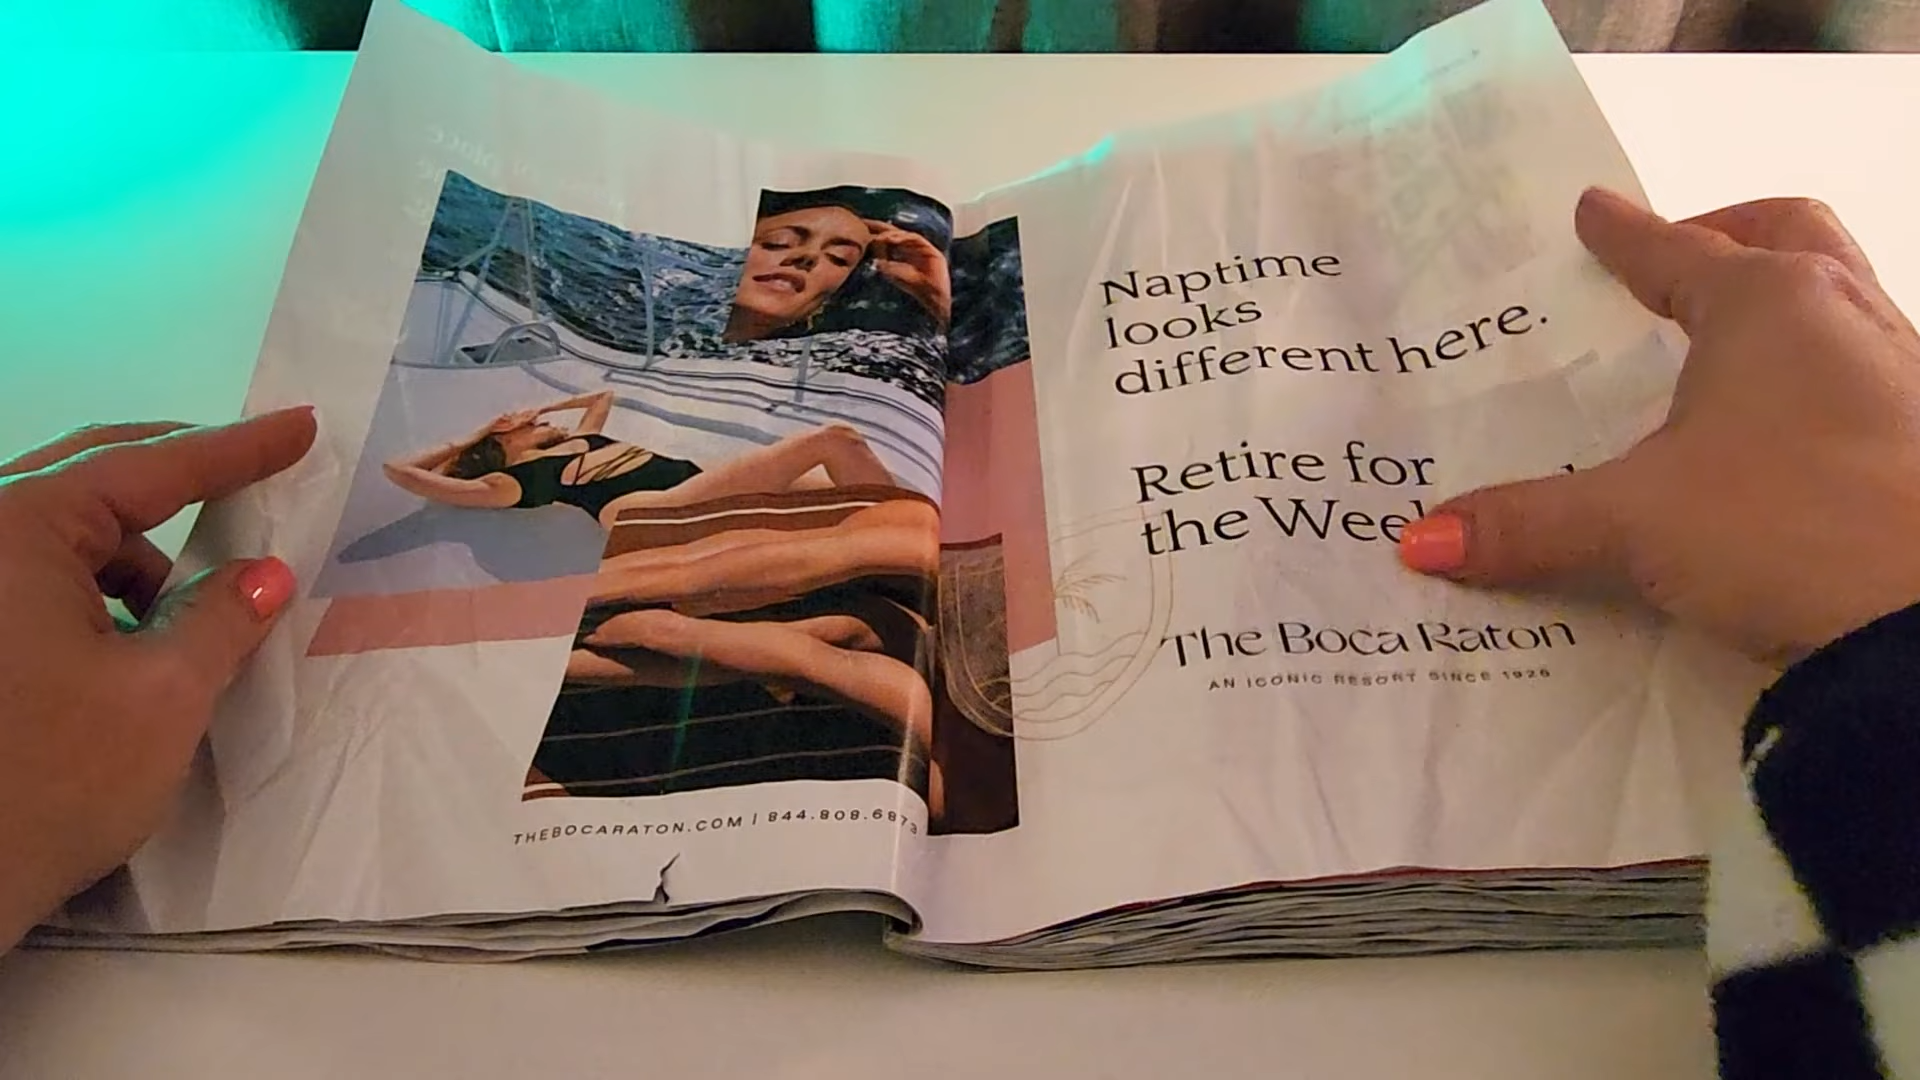 THEBOCARATON.COM | 844.808.6873
Naptime
looks
different here.
Retire for
the
The Boca Raton
AN ICONIC RESORT SINCE 1926